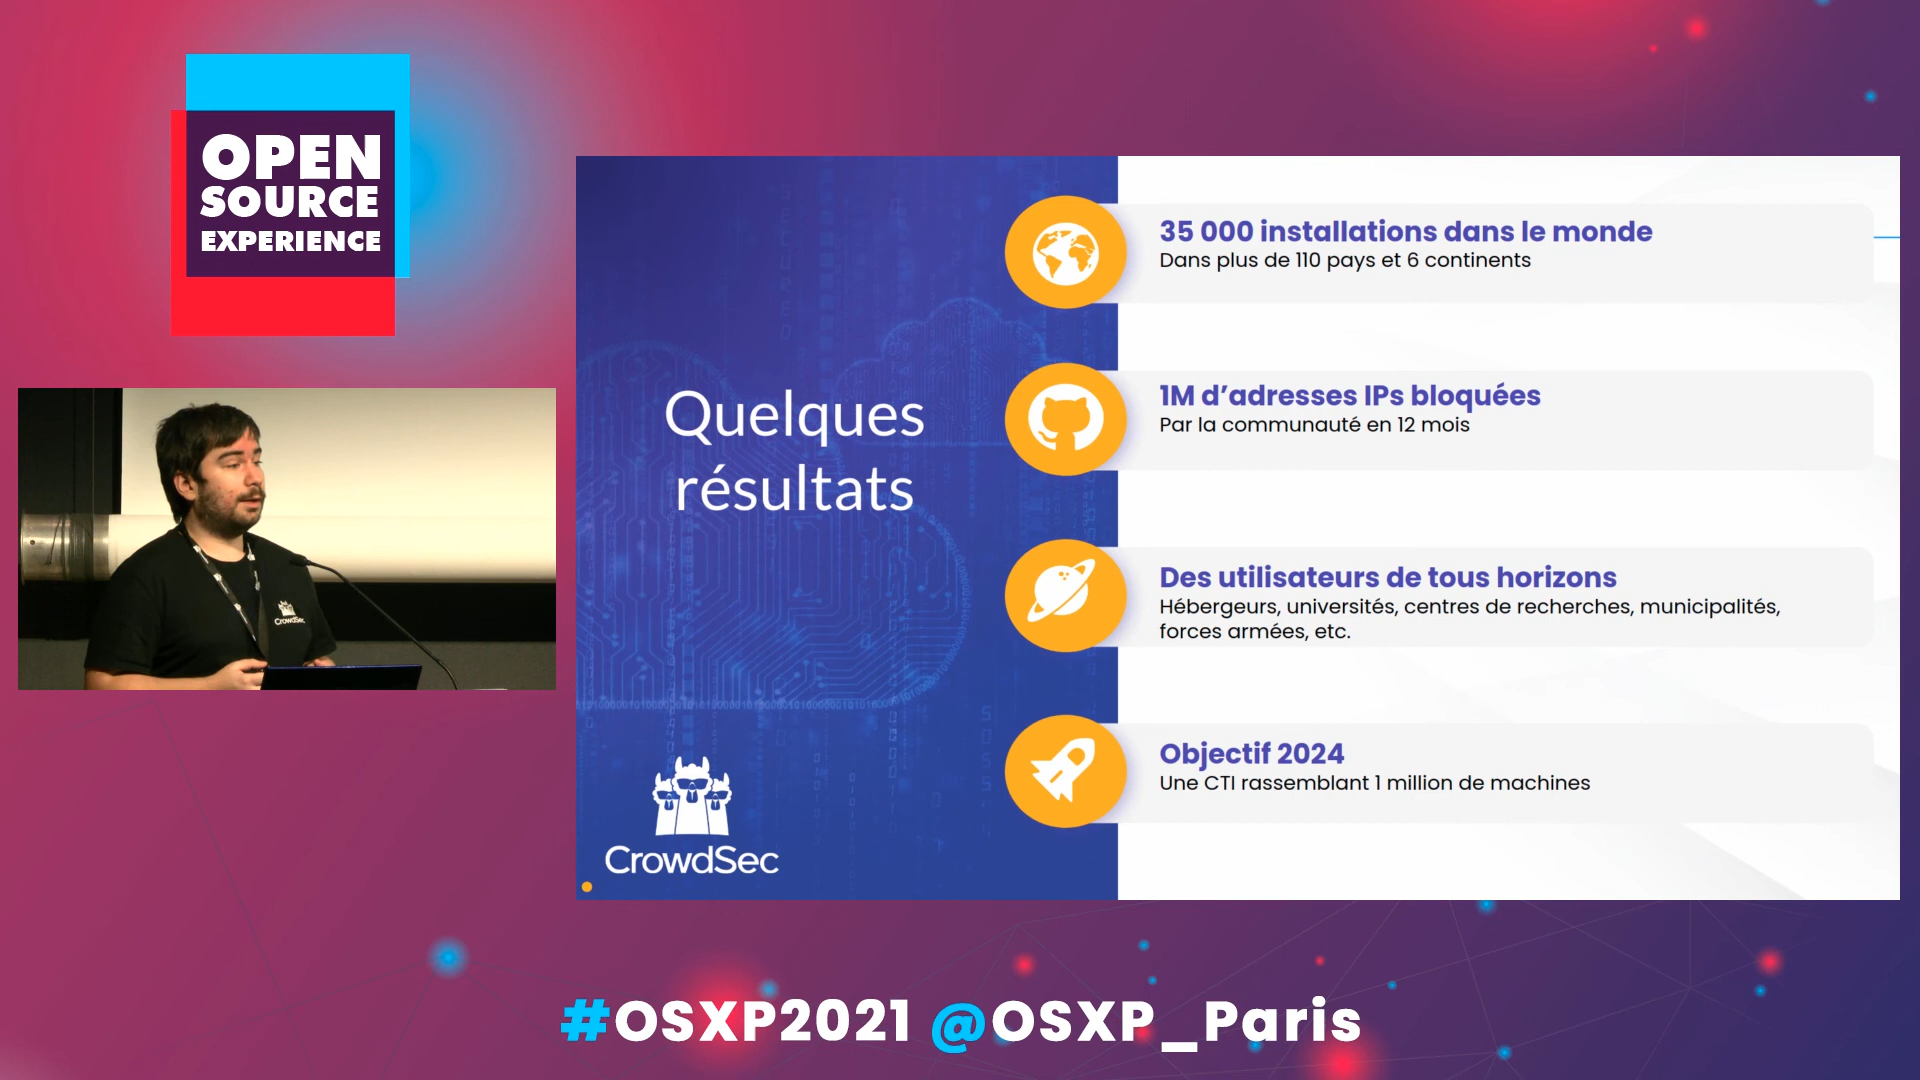 OPEN
SOURCE
EXPERIENCE
CrowdSec
Quelques
résultats
CrowdSec
35 000 installations dans le monde
Dans plus de 110 pays et 6 continents
1M d’adresses IPs bloquées
Par la communauté en 12 mois
Des utilisateurs de tous horizons
Hébergeurs, universités, centres de recherches, municipalités,
forces armées, etc.
Objectif 2024
Une CTI rassemblant 1 million de machines
#OSXP2021 @OSXP_Paris